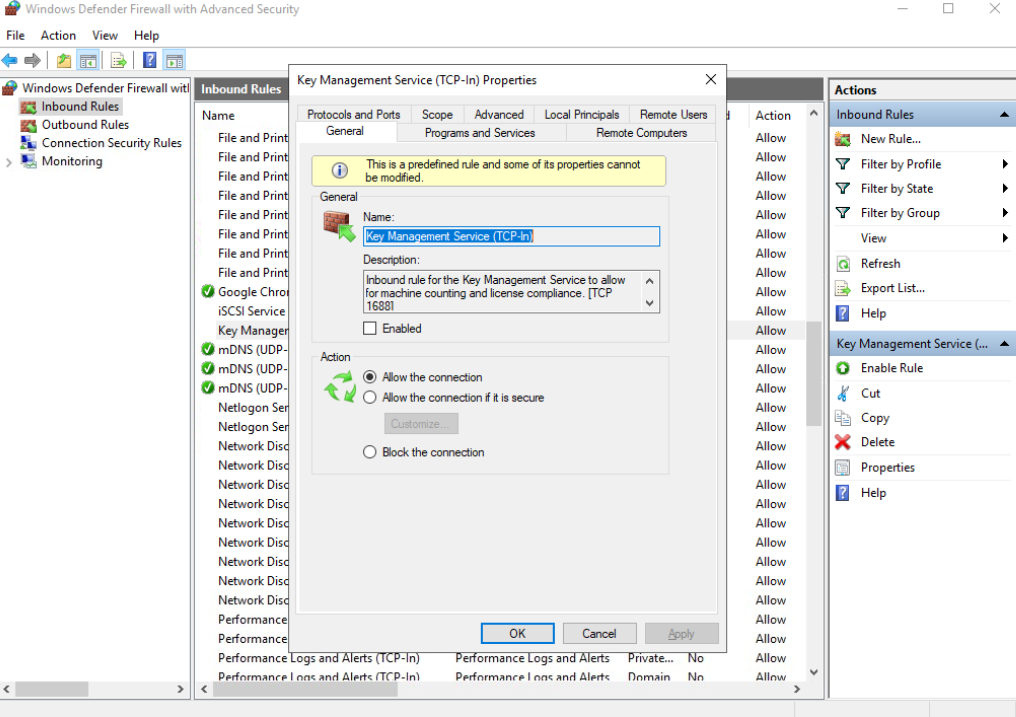 Windows Defender Firewall with Advanced Security
File Action View Help
Windows Defender Firewall with
Inbound Rules
Outbound Rules
Connection Security Rules
Monitoring
Inbound Rules
Name
Action
File and Print
Allow
File and Print
Allow
File and Print
Allow
File and Print
Allow
File and Print
Allow
File and Print
Allow
File and Print
Allow
File and Print
Allow
Google Chro
Allow
iSCSI Service
Allow
Key Manager
Allow
mDNS (UDP-
Allow
mDNS (UDP-
Allow
mDNS (UDP-
Allow
Netlogon Ser
Allow
Netlogon Ser
Allow
Network Disc
Allow
Network Disc
Allow
Network Disc
Allow
Network Disc
Allow
Network Disc
Allow
Network Disc
Allow
Network Disc
Allow
Network Disc
Allow
Network Disc
Allow
Performance
Allow
Performance
Allow
Performance Logs and Alerts (TCP-In) Performance Logs and Alerts Private... No Allow
Performance Logs and Alerts (TCP-In) Performance Logs and Alerts Domain No Allow
Key Management Service (TCP-In) Properties
Protocols and Ports Scope Advanced Local Principals Remote Users
General Programs and Services Remote Computers
This is a predefined rule and some of its properties cannot
be modified.
General
Name:
Key Management Service (TCP-In)
Description:
Inbound rule for the Key Management Service to allow
for machine counting and license compliance. [TCP
1688]
Enabled
Action
Allow the connection
Allow the connection if it is secure
Customize...
Block the connection
OK Cancel Apply
Actions
Inbound Rules
New Rule...
Filter by Profile
Filter by State
Filter by Group
View
Refresh
Export List...
Help
Key Management Service (...
Enable Rule
Cut
Copy
Delete
Properties
Help